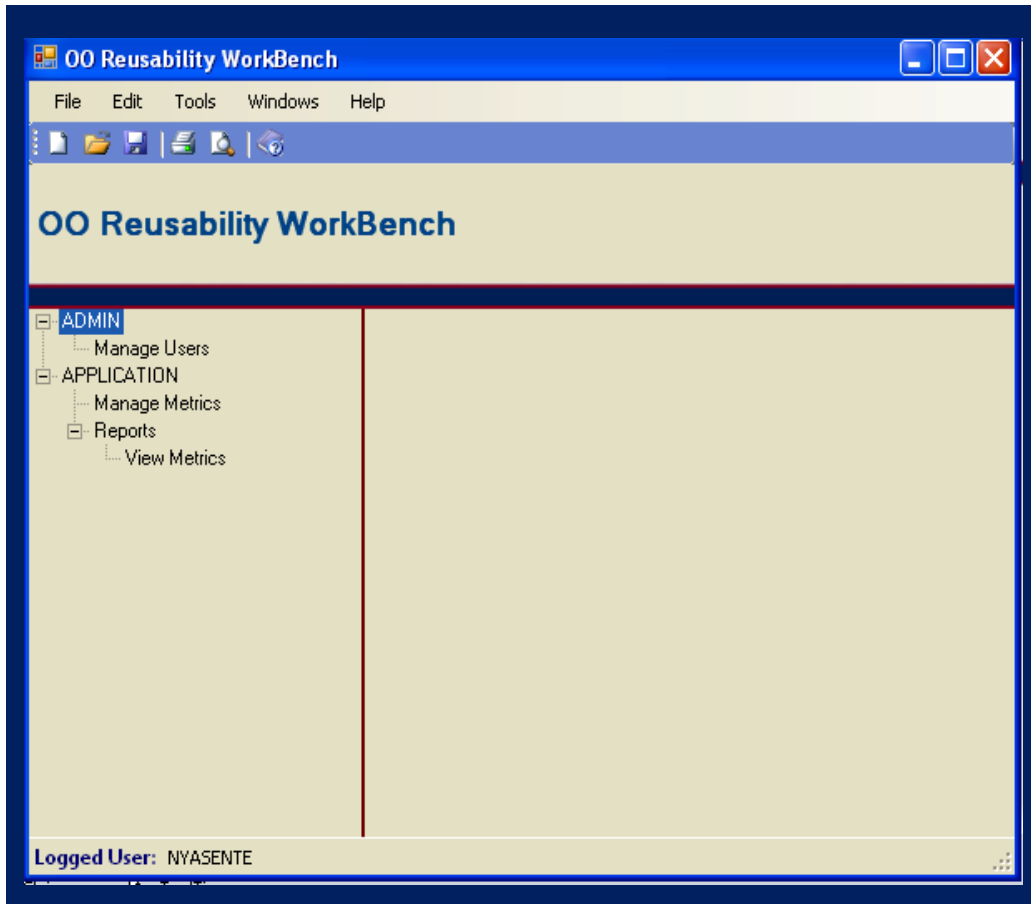 OO Reusability WorkBench
File Edit Tools Windows Help
OO Reusability WorkBench
ADMIN
Manage Users
APPLICATION
Manage Metrics
Reports
View Metrics
Logged User: NYASENTE